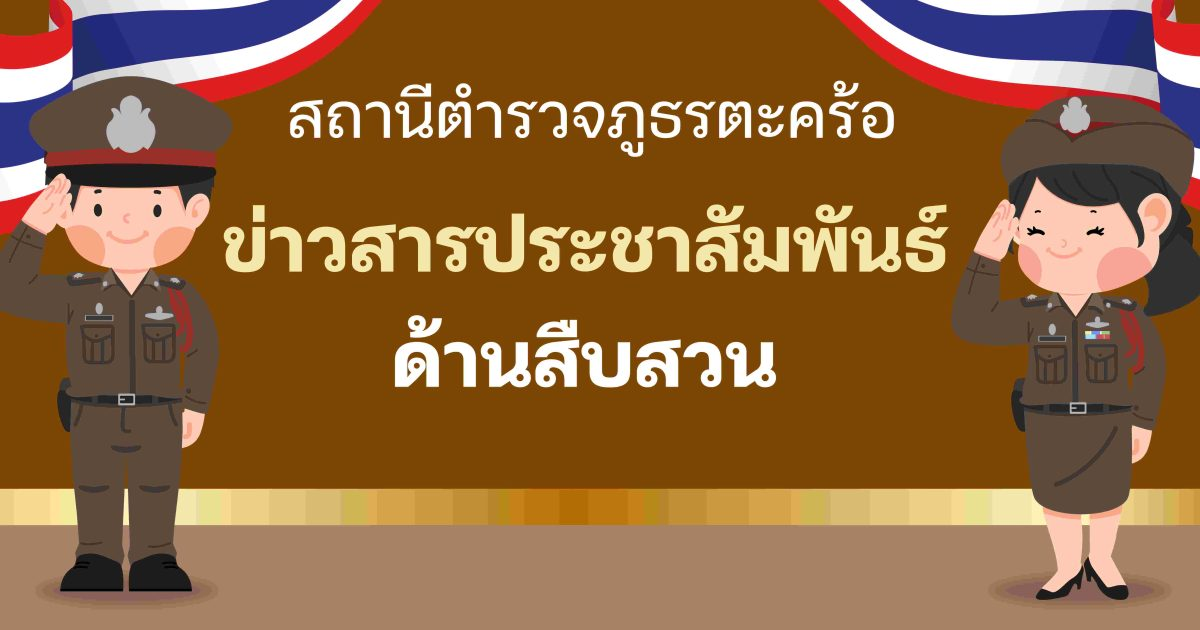 สถานีตำรวจภูธรตะคร้อ
ข่าวสารประชาสัมพันธ์
ด้านสืบสวน